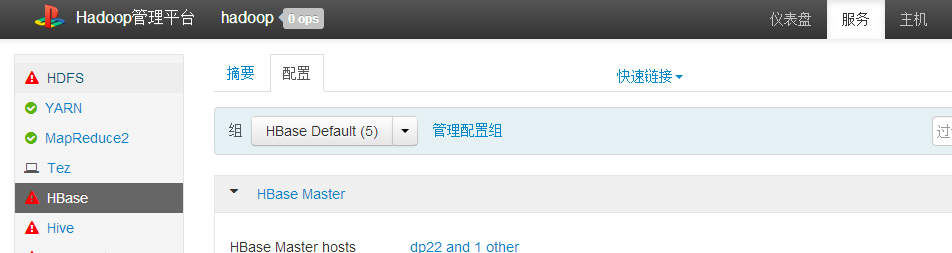 Hadoop管理平台 hadoop 0 ops 仪表盘 服务 主机
HDFS
YARN
MapReduce2
Tez
HBase
Hive
摘要 配置 快速链接
组 HBase Default (5) 管理配置组
HBase Master
HBase Master hosts dp22 and 1 other